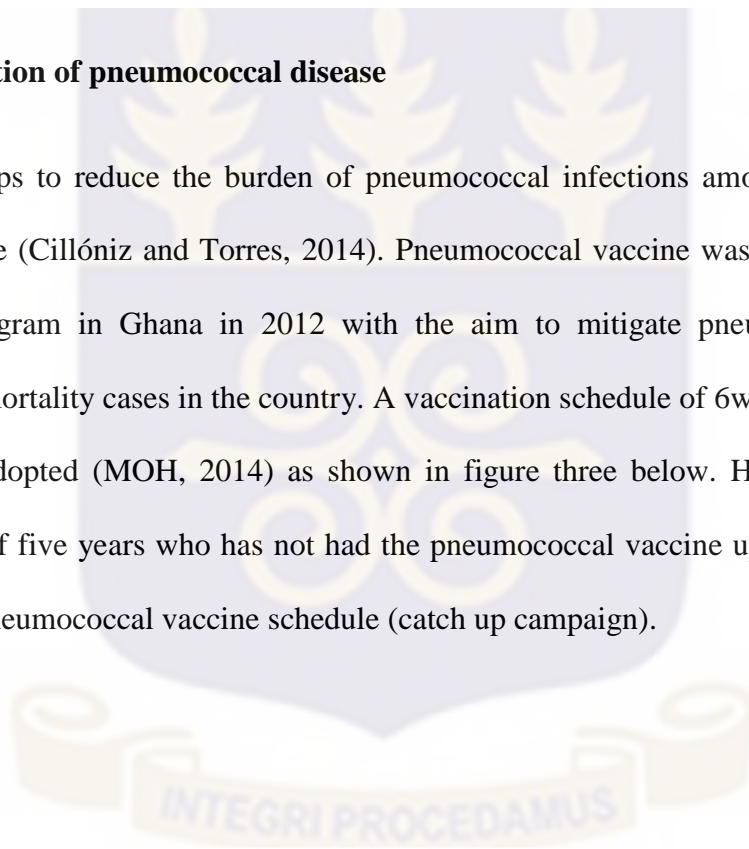 tion of pneumococcal disease
ps to reduce the burden of pneumococcal infections amo
e (Cillóniz and Torres, 2014). Pneumococcal vaccine was
gram in Ghana in 2012 with the aim to mitigate pneu
ortality cases in the country. A vaccination schedule of 6w
dopted (MOH, 2014) as shown in figure three below. H
f five years who has not had the pneumococcal vaccine u
neumococcal vaccine schedule (catch up campaign).
INTEGRI PROCEDAMUS